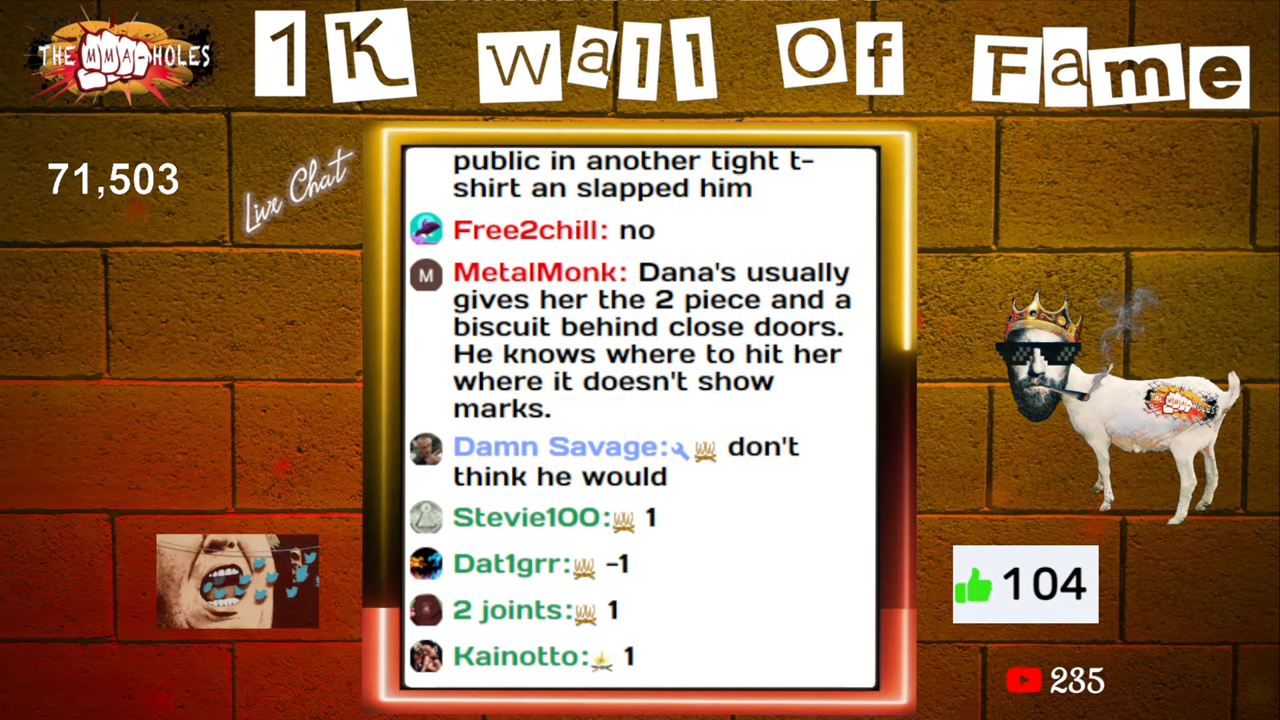 THE MMA-HOLES
1K Wall Of Fame
71,503
Live Chat
public in another tight t-
shirt an slapped him
Free2chill: no
M
MetalMonk: Dana's usually
gives her the 2 piece and a
biscuit behind close doors.
He knows where to hit her
where it doesn't show
marks.
Damn Savage: don't
think he would
Stevie100: 1
Dat1grr: -1
2 joints: 1
Kainotto: 1
THE MMA-HOLES
104
235